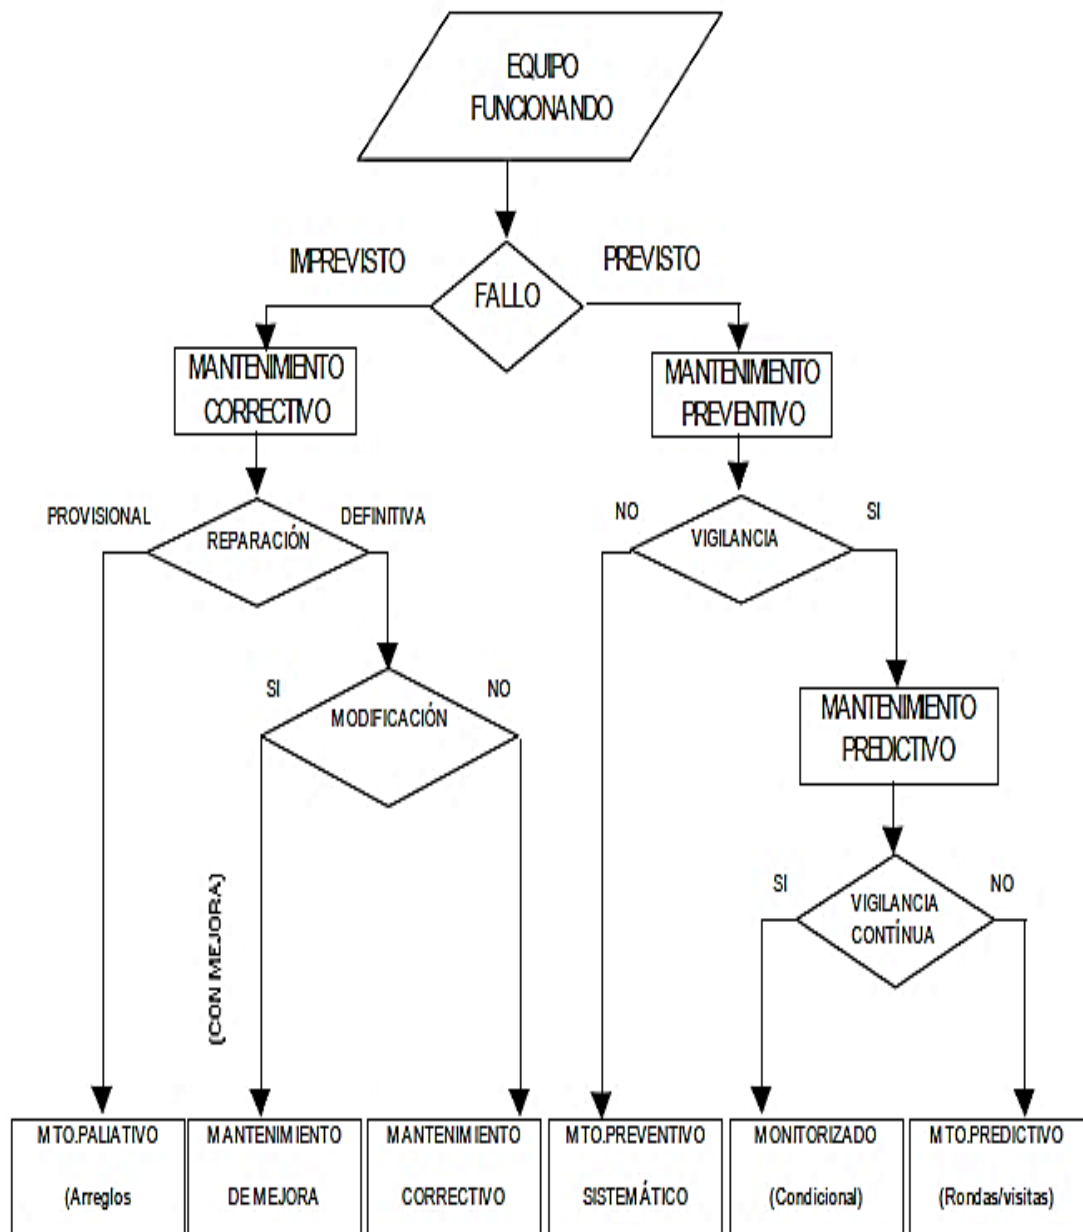 EQUIPO
FUNCIONANDO
IMPREVISTO
PREVISTO
FALLO
MANTENIMIENTO
CORRECTIVO
MANTENIMIENTO
PREVENTIVO
PROVISIONAL
DEFINITIVA
REPARACIÓN
NO
SI
VIGILANCIA
SI
NO
MODIFICACIÓN
MANTENIMIENTO
PREDICTIVO
(CON MEJORA)
SI
NO
VIGILANCIA
CONTÍNUA
MTO.PALIATIVO
(Arreglos
MANTENIMIENTO
DE MEJORA
MANTENIMIENTO
CORRECTIVO
MTO.PREVENTIVO
SISTEMÁTICO
MONITORIZADO
(Condicional)
MTO.PREDICTIVO
(Rondas/visitas)